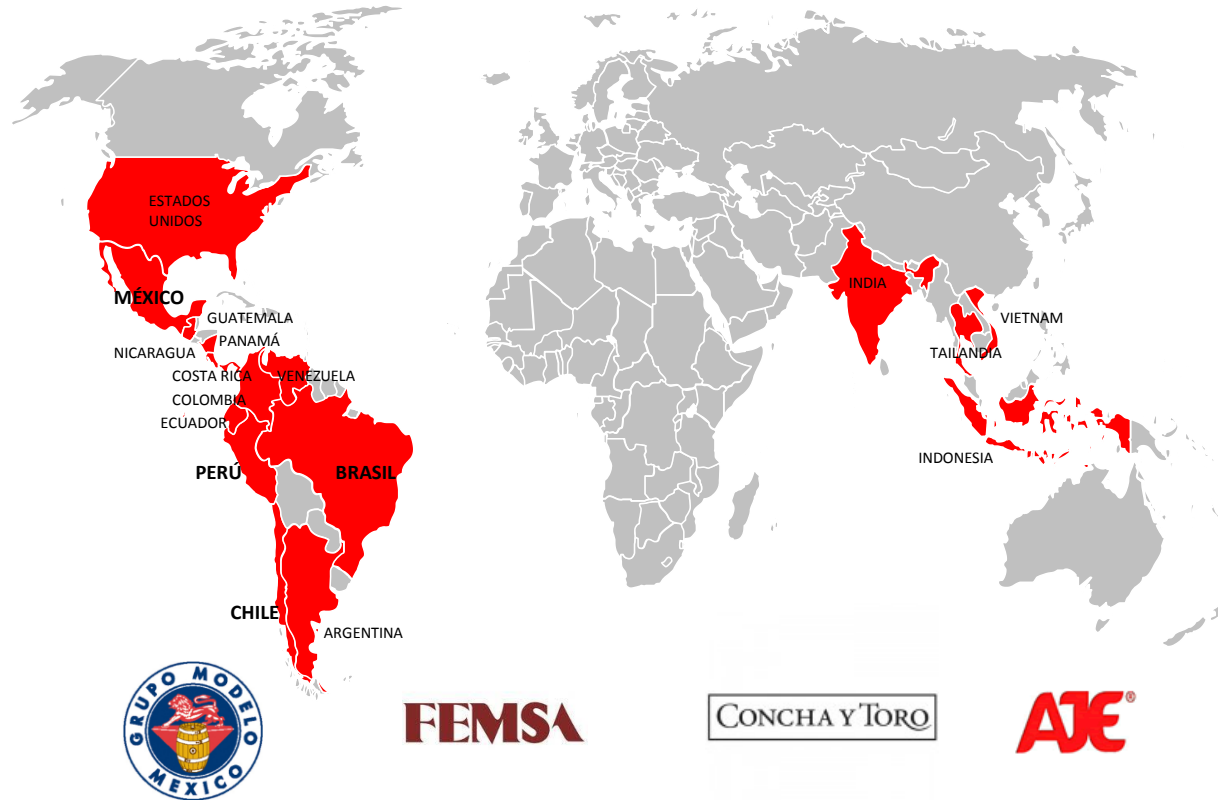 ESTADOS
UNIDOS
MÉXICO
GUATEMALA
NICARAGUA
PANAMÁ
COSTA RICA
VENEZUELA
COLOMBIA
ECUADOR
PERÚ
BRASIL
CHILE
ARGENTINA
INDIA
VIETNAM
TAILANDIA
INDONESIA
GRUPO MODELO
MEXICO
FEMSA
CONCHA Y TORO
AJE®